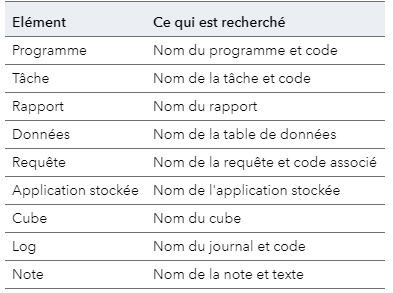 Elément Ce qui est recherché
Programme Nom du programme et code
Tâche Nom de la tâche et code
Rapport Nom du rapport
Données Nom de la table de données
Requête Nom de la requête et code associé
Application stockée Nom de l'application stockée
Cube Nom du cube
Log Nom du journal et code
Note Nom de la note et texte